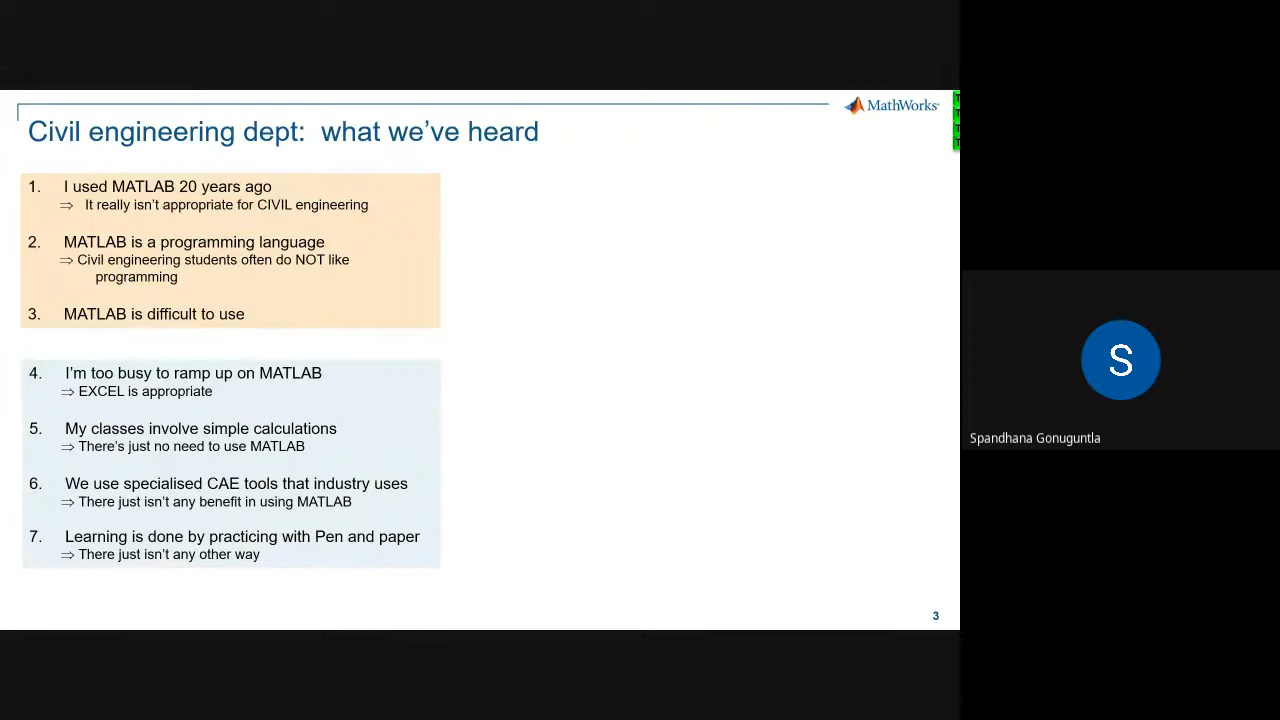 MathWorks®
Civil engineering dept:  what we've heard
1. I used MATLAB 20 years ago
⇒ It really isn't appropriate for CIVIL engineering
2. MATLAB is a programming language
⇒ Civil engineering students often do NOT like
programming
3. MATLAB is difficult to use
4. I'm too busy to ramp up on MATLAB
⇒ EXCEL is appropriate
5. My classes involve simple calculations
⇒ There's just no need to use MATLAB
6. We use specialised CAE tools that industry uses
⇒ There just isn't any benefit in using MATLAB
7. Learning is done by practicing with Pen and paper
⇒ There just isn't any other way
3
S
Spandhana Gonuguntla